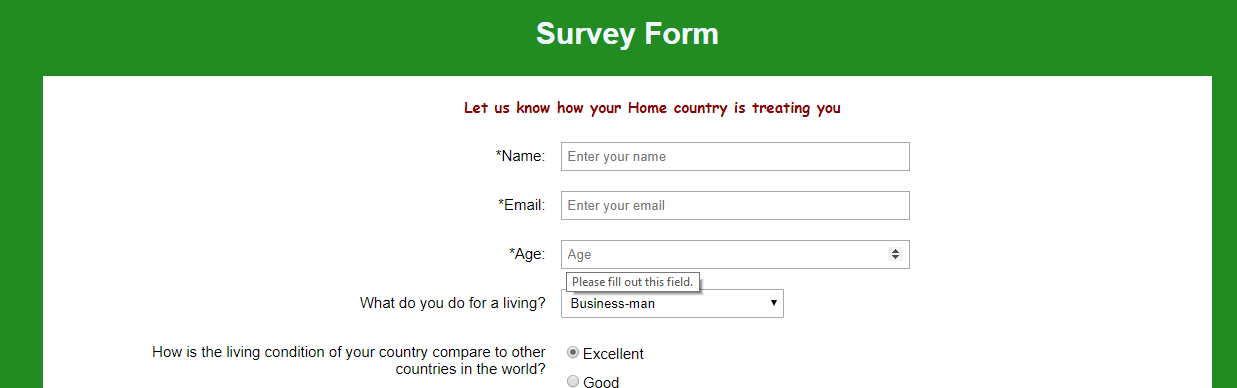 Survey Form
Let us know how your Home country is treating you
*Name: Enter your name
*Email: Enter your email
*Age: Age
Please fill out this field.
What do you do for a living? Business-man
How is the living condition of your country compare to other Excellent
countries in the world?
Good